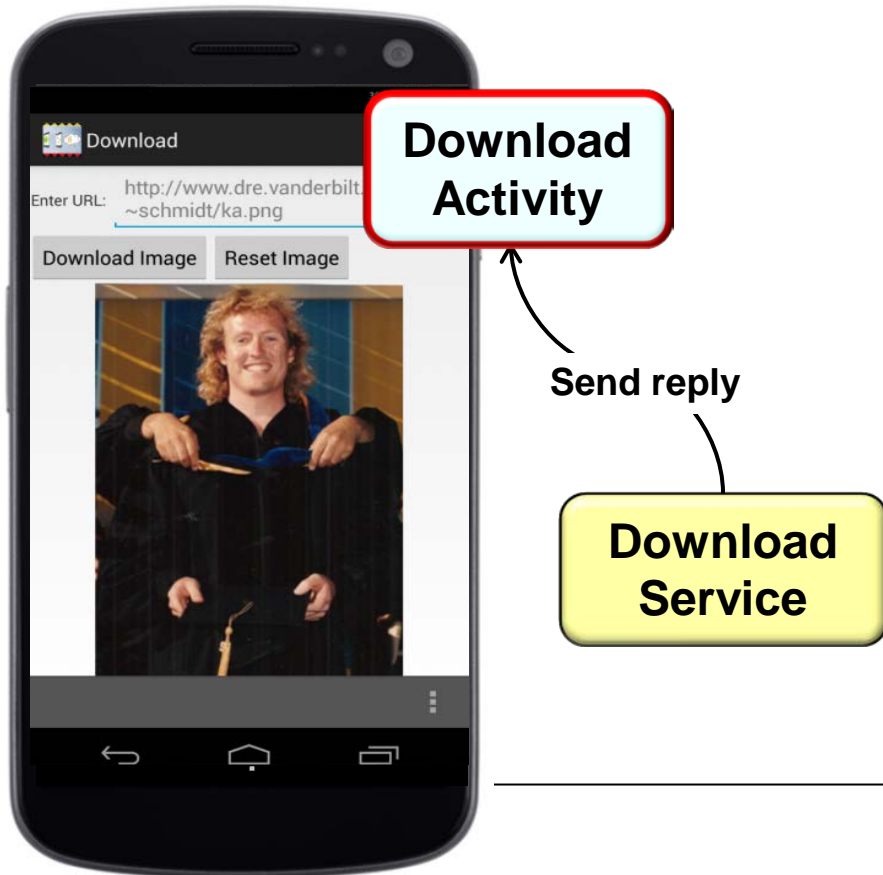 Download
Enter URL:
http://www.dre.vanderbilt.
~schmidt/ka.png
Download Image
Reset Image
Download
Activity
Send reply
Download
Service